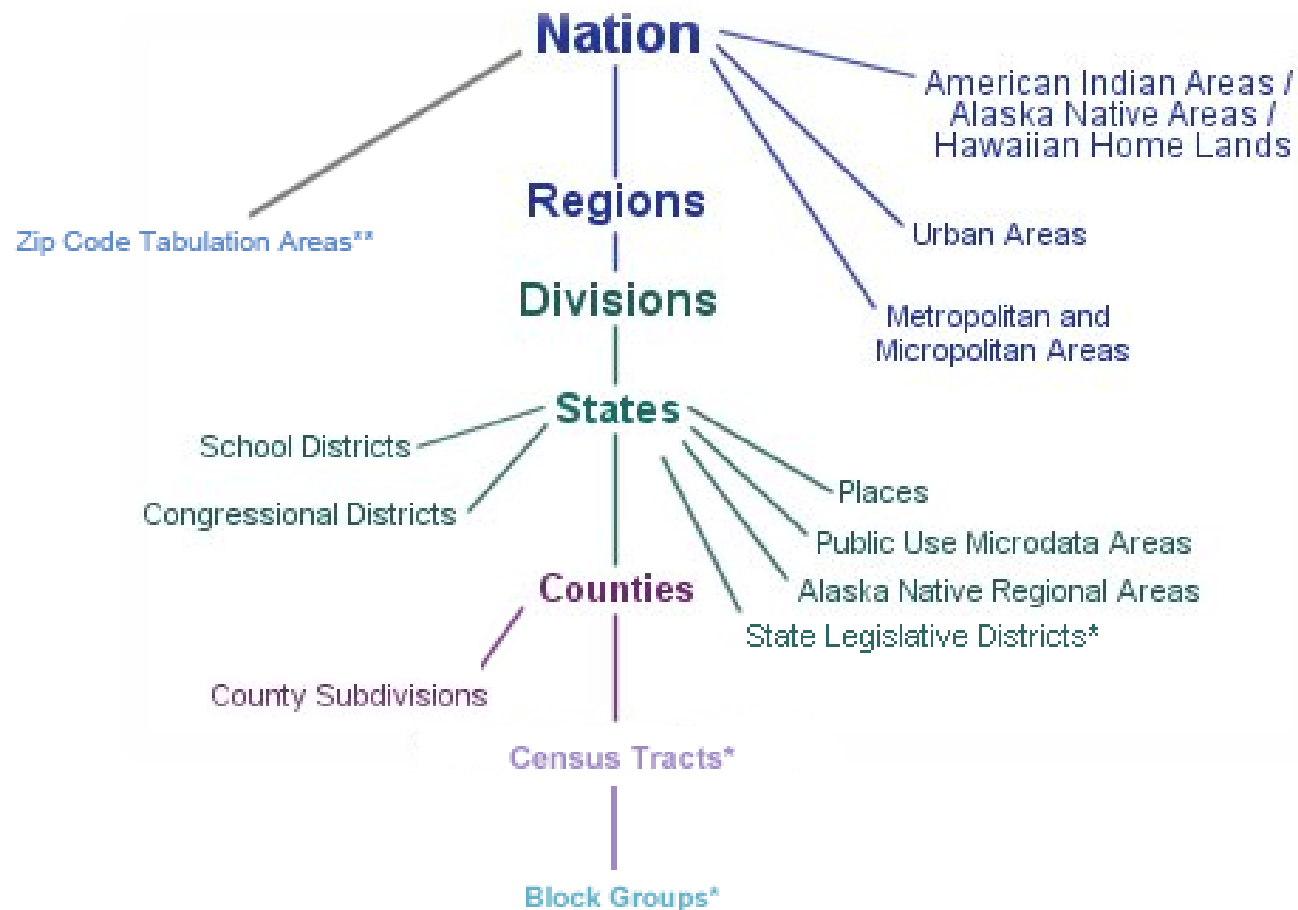 Nation
American Indian Areas /
Alaska Native Areas /
Hawaiian Home Lands
Regions
Zip Code Tabulation Areas**
Urban Areas
Divisions
Metropolitan and
Micropolitan Areas
States
School Districts
Places
Congressional Districts
Public Use Microdata Areas
Counties
Alaska Native Regional Areas
State Legislative Districts*
County Subdivisions
Census Tracts*
Block Groups*